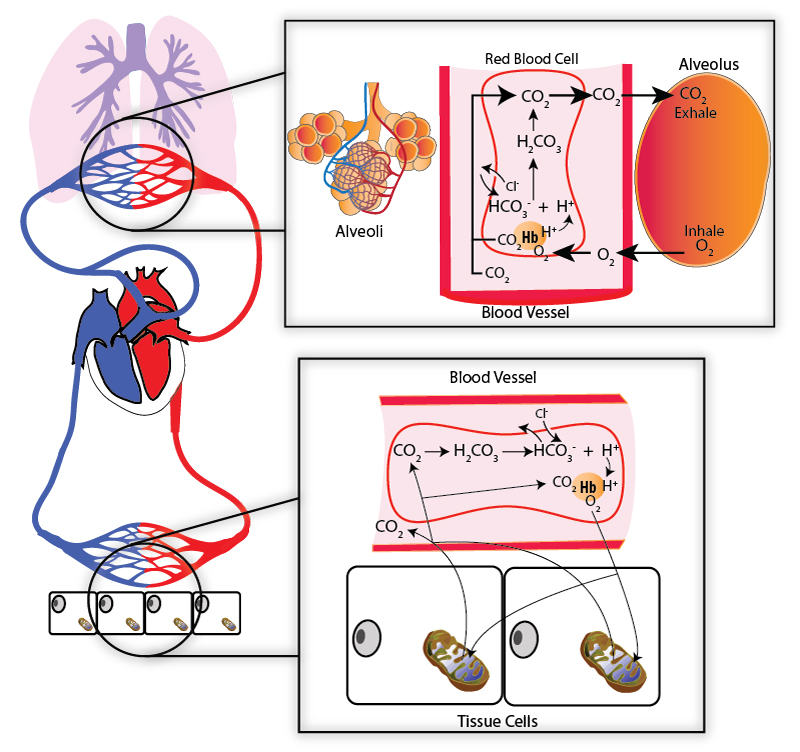 Red Blood Cell
Alveolus
CO₂
CO₂
CO₂
Exhale
H₂CO₃
Cl⁻
HCO₃⁻ + H⁺
Alveoli
CO₂ Hb H⁺
O₂
O₂
Inhale
O₂
CO₂
Blood Vessel
Blood Vessel
Cl⁻
CO₂ H₂CO₃ HCO₃⁻ + H⁺
CO₂ Hb H⁺
O₂
CO₂
Tissue Cells